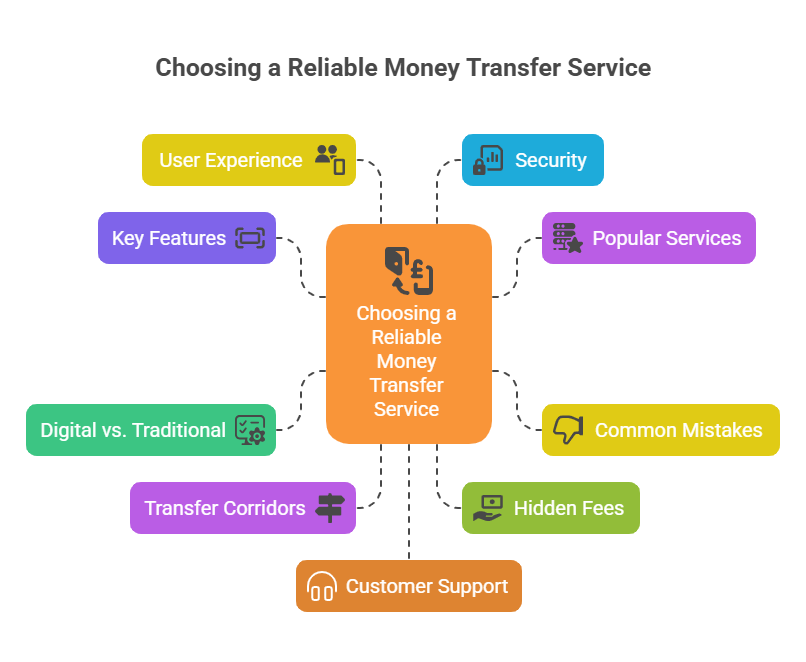 Choosing a Reliable Money Transfer Service
User Experience
Security
Key Features
Popular Services
Choosing a
Reliable
Money
Transfer
Service
Digital vs. Traditional
Common Mistakes
Transfer Corridors
Hidden Fees
Customer Support